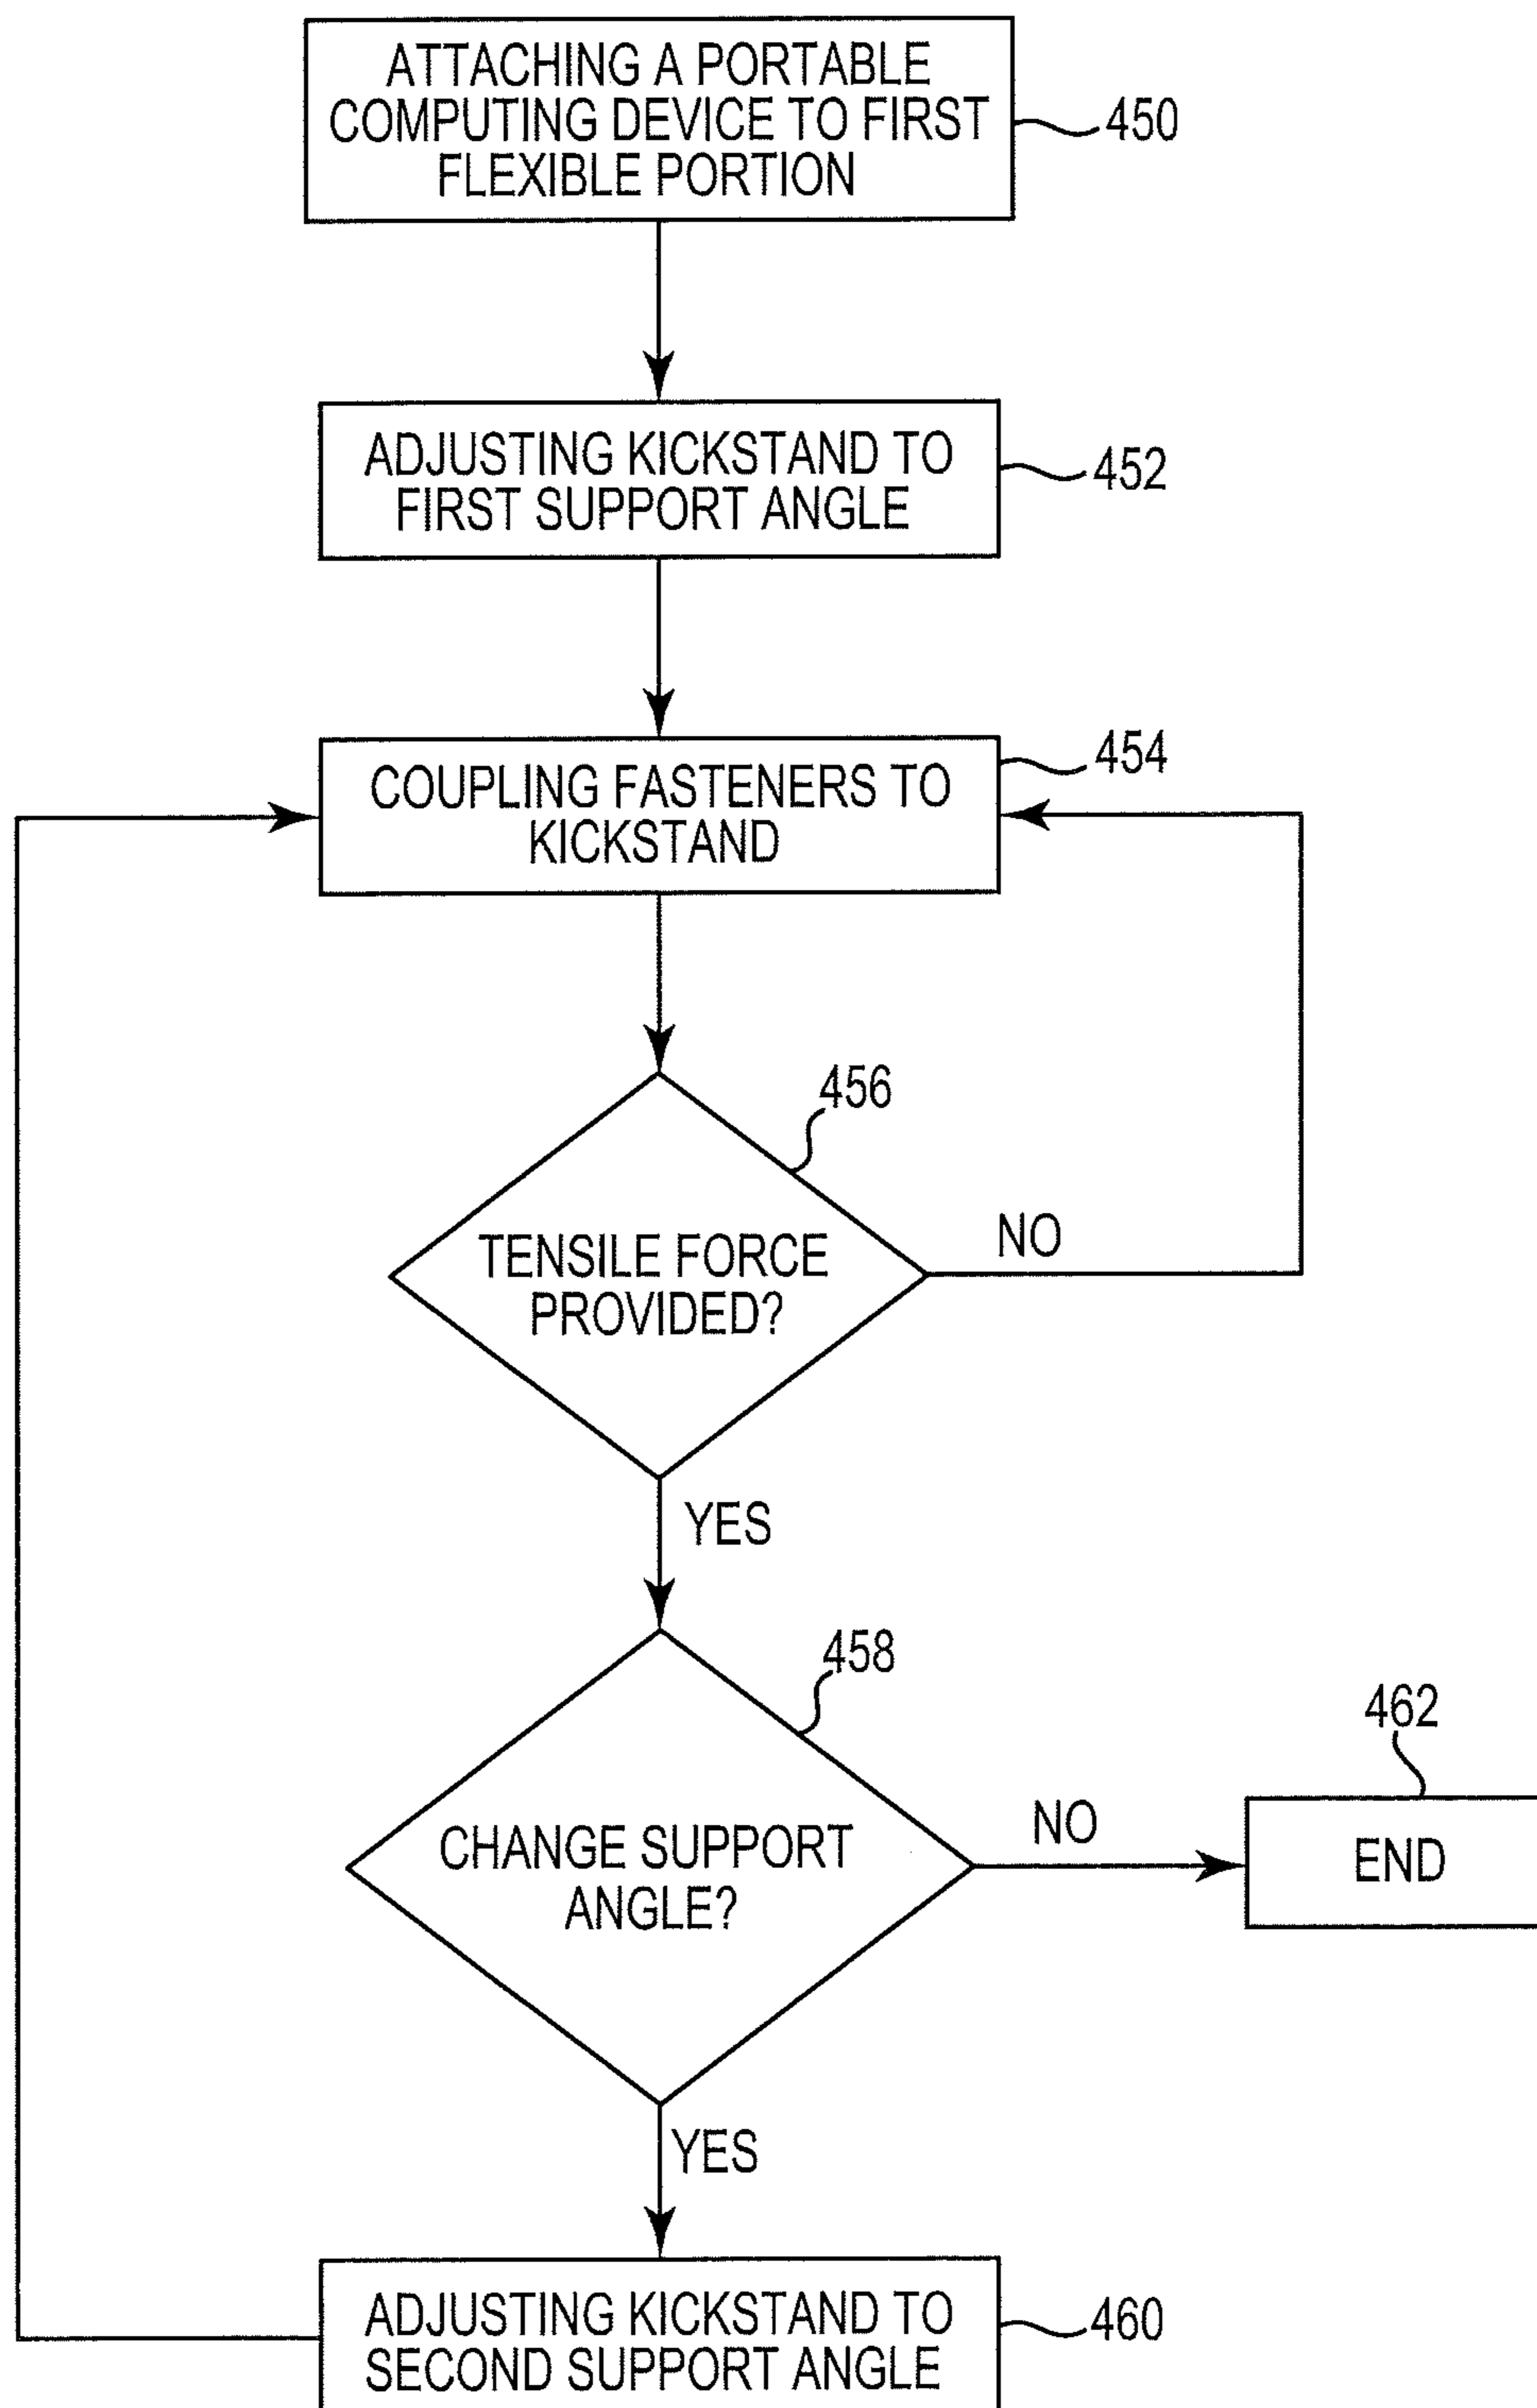 ATTACHING A PORTABLE
COMPUTING DEVICE TO FIRST
FLEXIBLE PORTION
450
ADJUSTING KICKSTAND TO
FIRST SUPPORT ANGLE
452
COUPLING FASTENERS TO
KICKSTAND
454
456
TENSILE FORCE
PROVIDED?
NO
YES
458
CHANGE SUPPORT
ANGLE?
NO
462
END
YES
ADJUSTING KICKSTAND TO
SECOND SUPPORT ANGLE
460